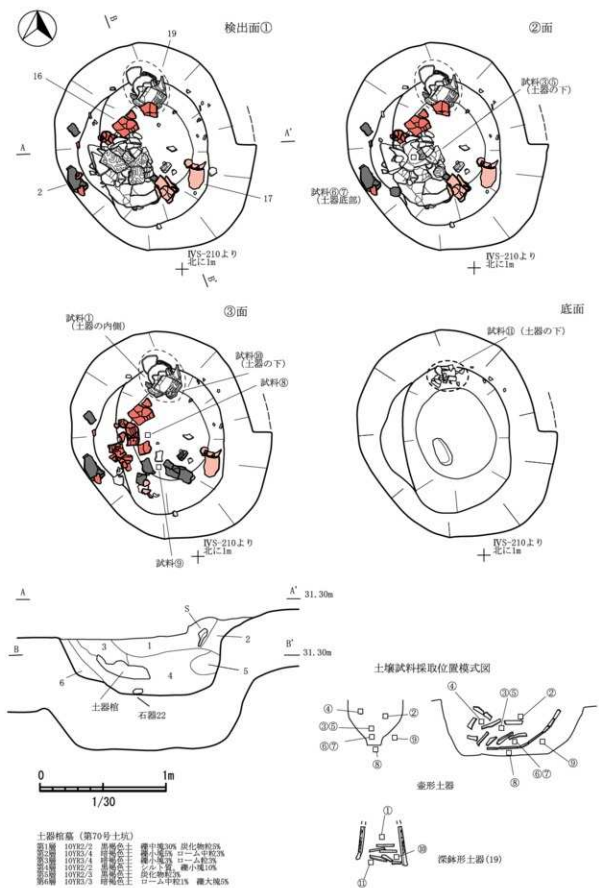 B
検出面①
19
16
A
A'
2
17
IVS-210より
北に1m
B'
②面
試料③⑤
(土器の下)
試料⑥⑦
(土器底部)
IVS-210より
北に1m
③面
試料①
(土器の内側)
試料⑩
(土器の下)
試料⑧
IVS-210より
北に1m
試料⑨
底面
試料⑪ (土器の下)
IVS-210より
北に1m
A
A'
31.30m
S
3
1
2
B
B'
31.30m
6
4
5
土器棺
石器22
0
1m
1/30
土壌試料採取位置模式図
④
②
③⑤
⑥⑦
⑨
⑧
壷形土器
④
③⑤
②
⑥⑦
⑨
⑧
①
⑩
⑪
深鉢形土器(19)
土器棺墓 (第70号土坑)
第1層 10YR2/2 黒褐色土 礫中塊30% 炭化物粒5%
第2層 10YR3/4 暗褐色土 礫小塊5% ローム中粒3%
第3層 10YR3/4 暗褐色土 礫小塊3% ローム粒3%
第4層 10YR2/2 黒褐色土 シルト質、礫小粒10%
第5層 10YR2/3 黒褐色土 炭化物粒3%
第6層 10YR3/3 暗褐色土 ローム中粒1% 礫大塊5%